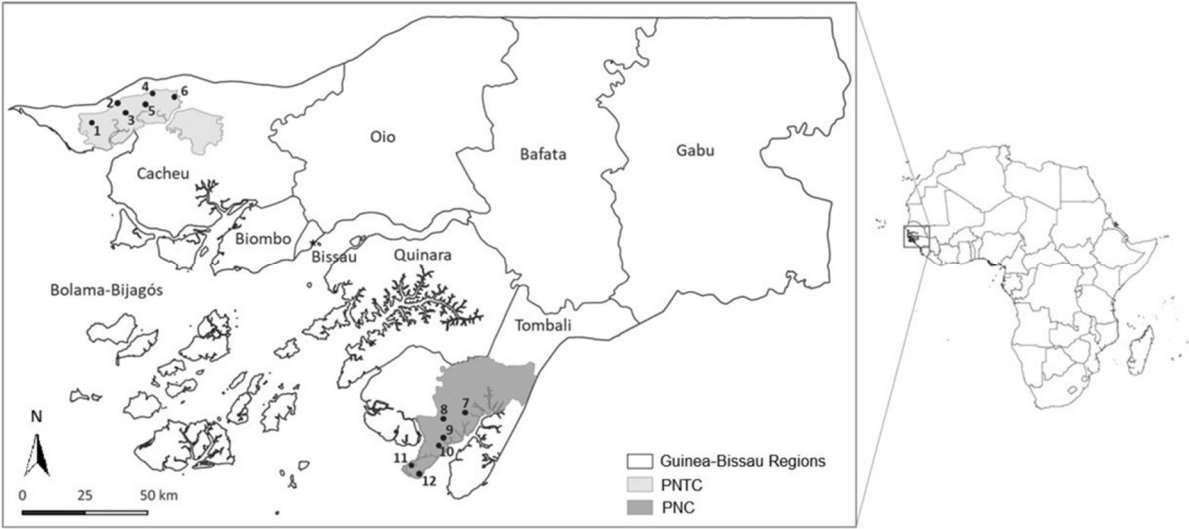 4
6
2
5
3
1
Oio
Bafata
Gabu
Cacheu
Biombo
Bissau
Quinara
Bolama-Bijagós
Tombali
8
7
9
10
11
12
N
0 25 50 km
Guinea-Bissau Regions
PNTC
PNC